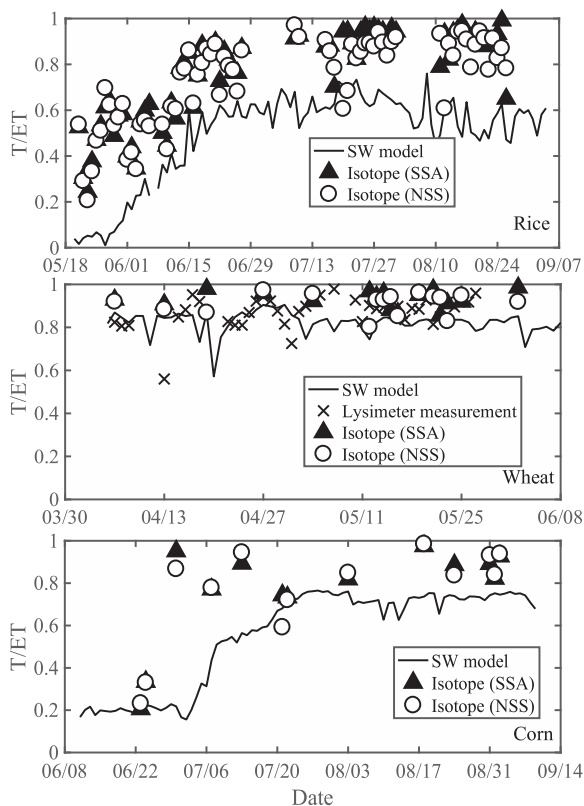 T/ET
1
0.8
0.6
0.4
0.2
0
SW model
Isotope (SSA)
Isotope (NSS)
Rice
05/18 06/01 06/15 06/29 07/13 07/27 08/10 08/24 09/07
T/ET
1
0.8
0.6
0.4
0.2
0
SW model
Lysimeter measurement
Isotope (SSA)
Isotope (NSS)
Wheat
03/30 04/13 04/27 05/11 05/25 06/08
T/ET
1
0.8
0.6
0.4
0.2
0
SW model
Isotope (SSA)
Isotope (NSS)
Corn
06/08 06/22 07/06 07/20 08/03 08/17 08/31 09/14
Date